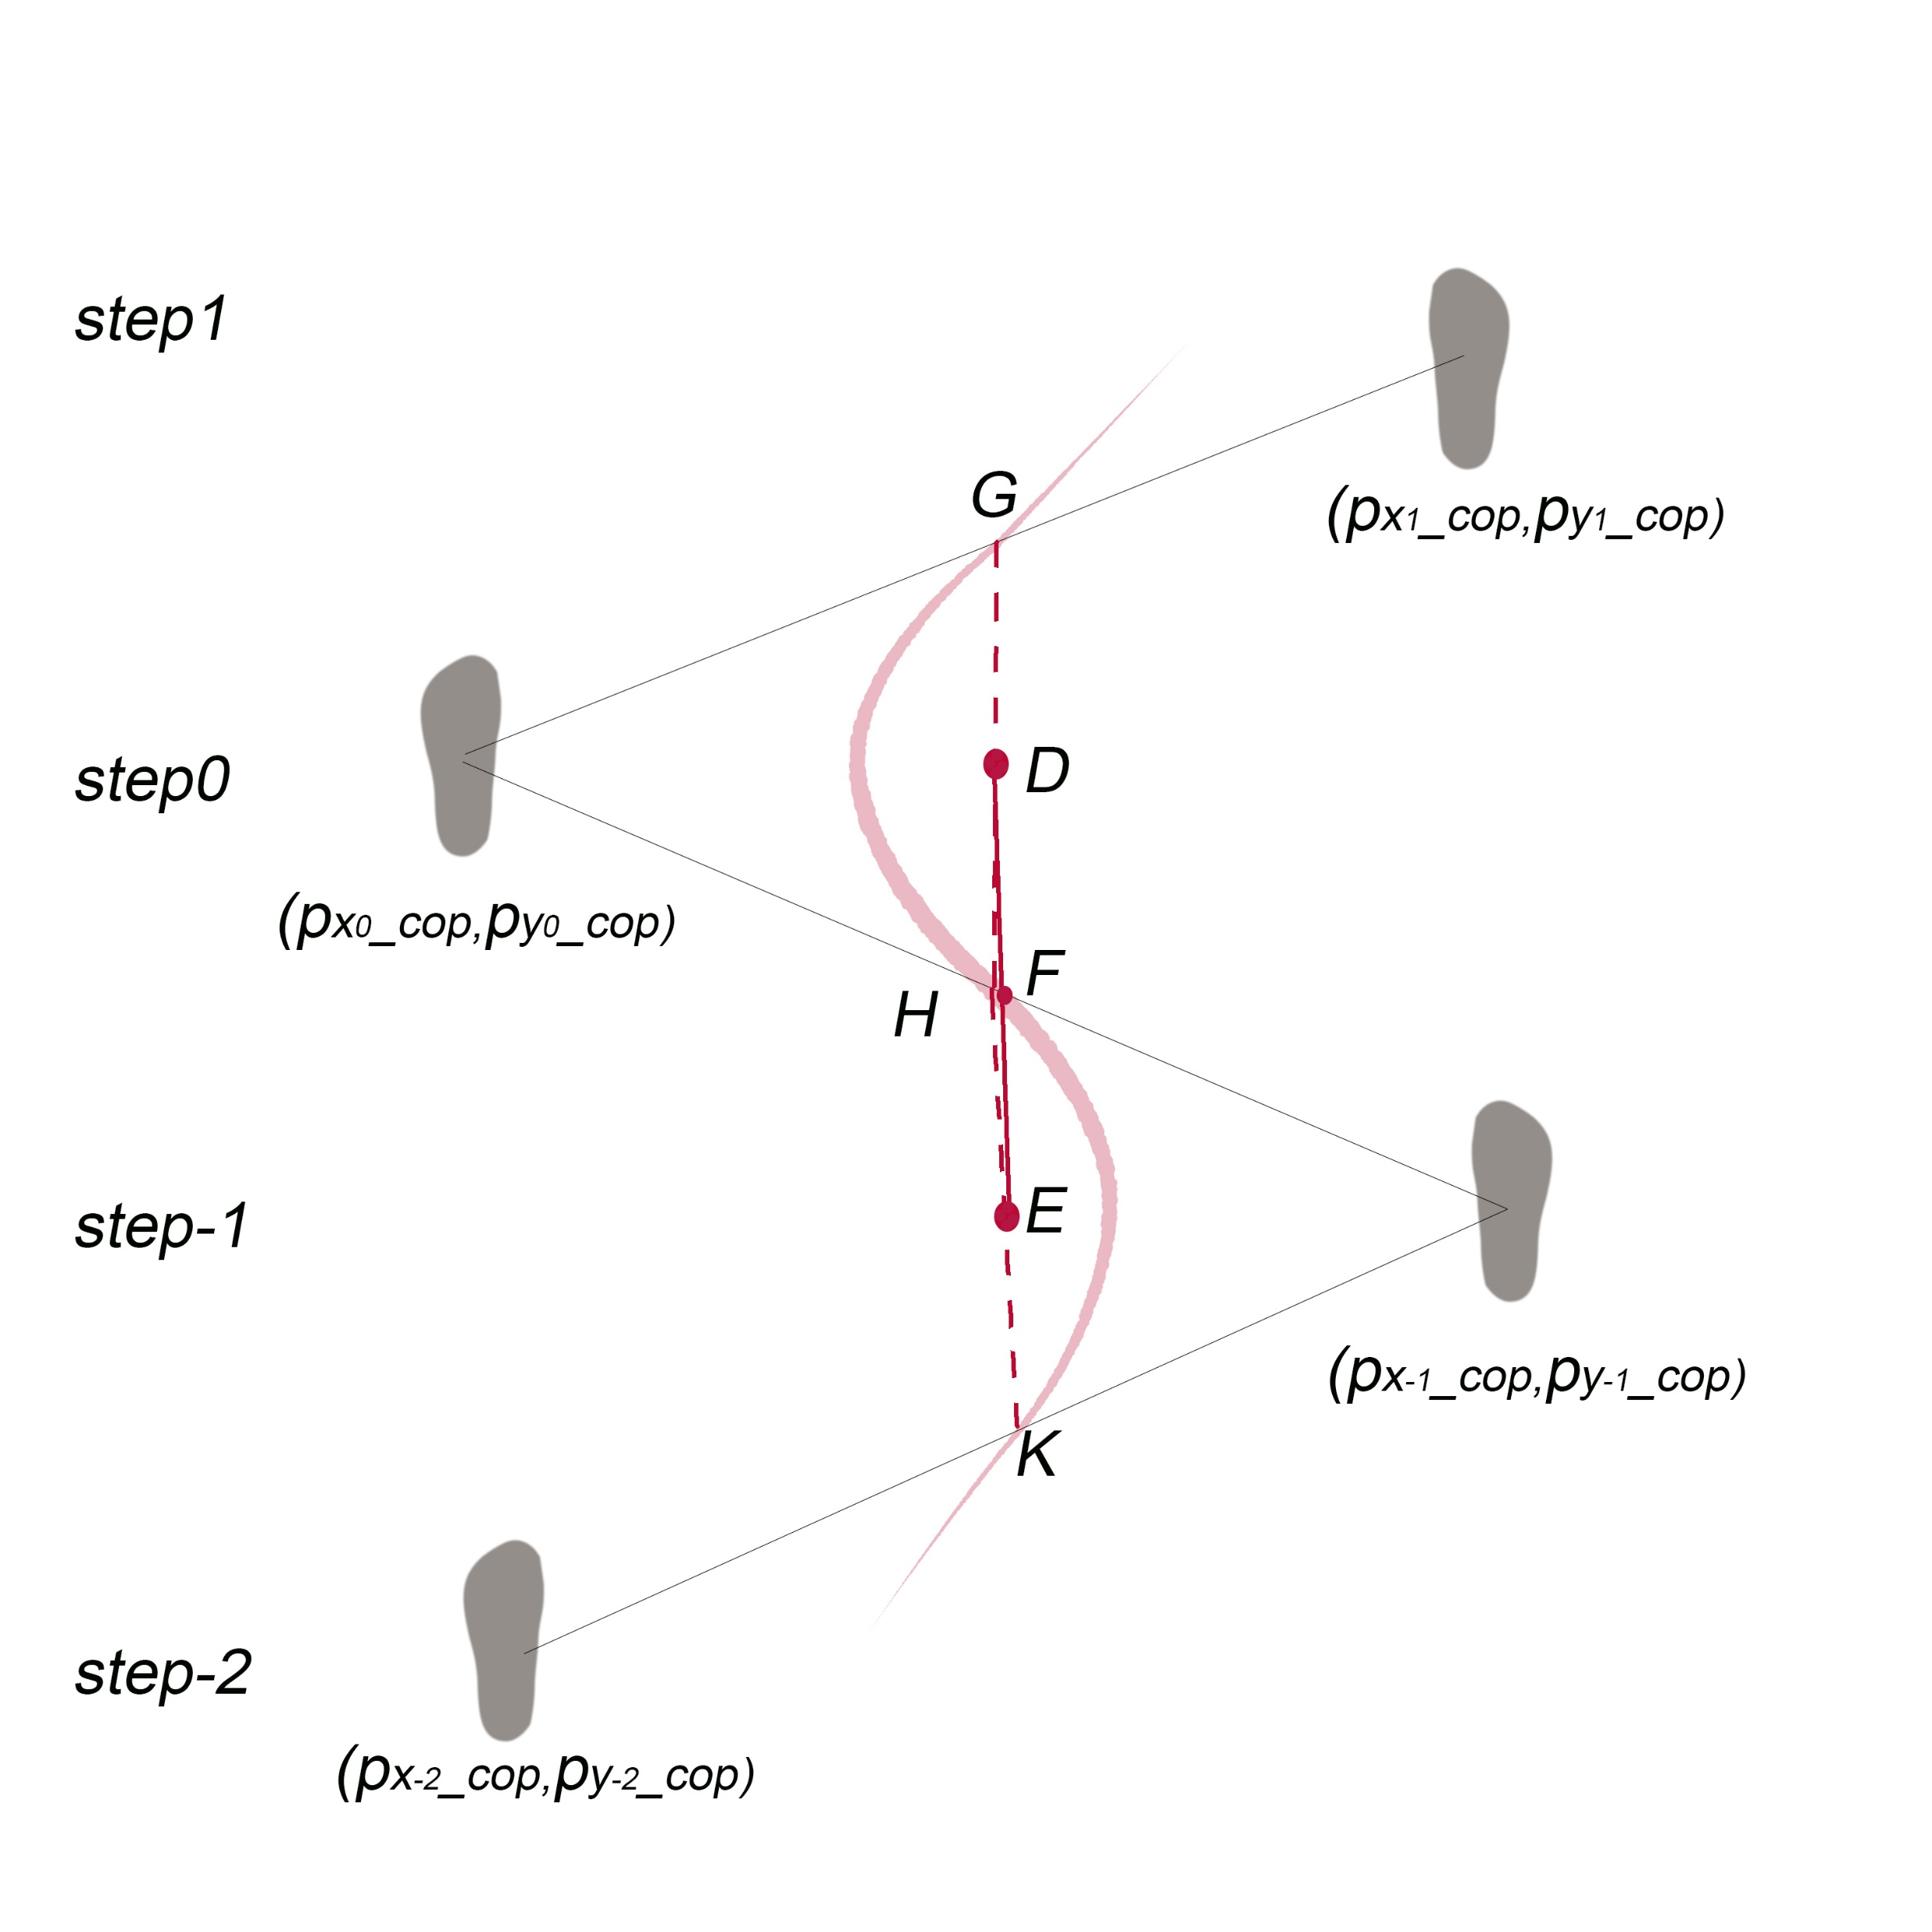 step1
G
(px1_cop,py1_cop)
step0
D
(px0_cop,py0_cop)
F
H
step-1
E
(px-1_cop,py-1_cop)
K
step-2
(px-2_cop,py-2_cop)